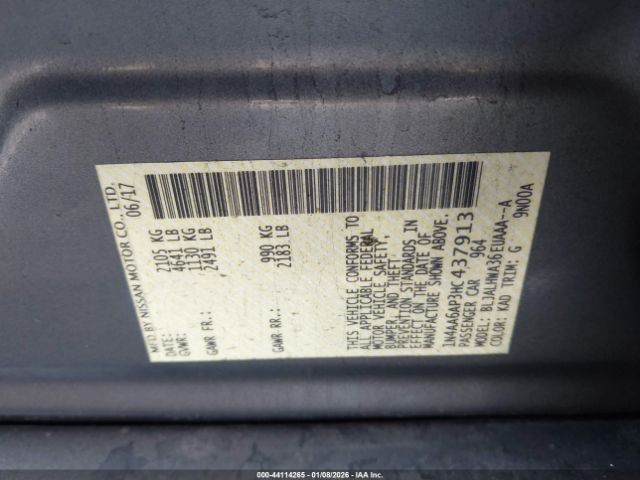 MFD. BY NISSAN MOTOR CO., LTD.
DATE: 06/17
GVWR: 2105 KG
4641 LB
GAWR FR.: 1130 KG
2491 LB
GAWR RR.: 990 KG
2183 LB
THIS VEHICLE CONFORMS TO
ALL APPLICABLE FEDERAL
MOTOR VEHICLE SAFETY,
BUMPER, AND THEFT
PREVENTION STANDARDS IN
EFFECT ON THE DATE OF
MANUFACTURE SHOWN ABOVE.
1N4AA6AP3HC437913
PASSENGER CAR 964
MODEL: BLJALHWA36EUAAA--A
COLOR: KAD TRIM: G 9N00A
000-44114265 - 01/08/2026 - IAA Inc.